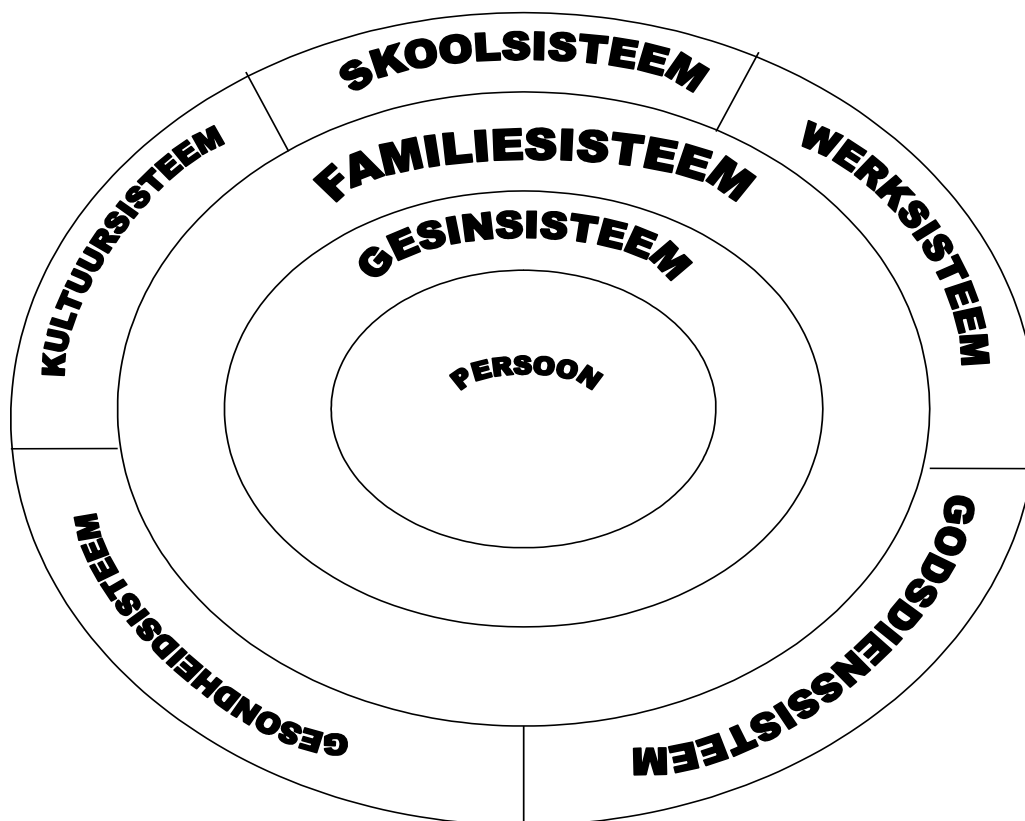 SKOOLSISTEEM
FAMILIESISTEEM
GESINSISTEEM
PERSOON
KULTUURSISTEEM
WERKSISTEEM
GESONDHEIDSISTEEM
GODSDIENSSISTEEM